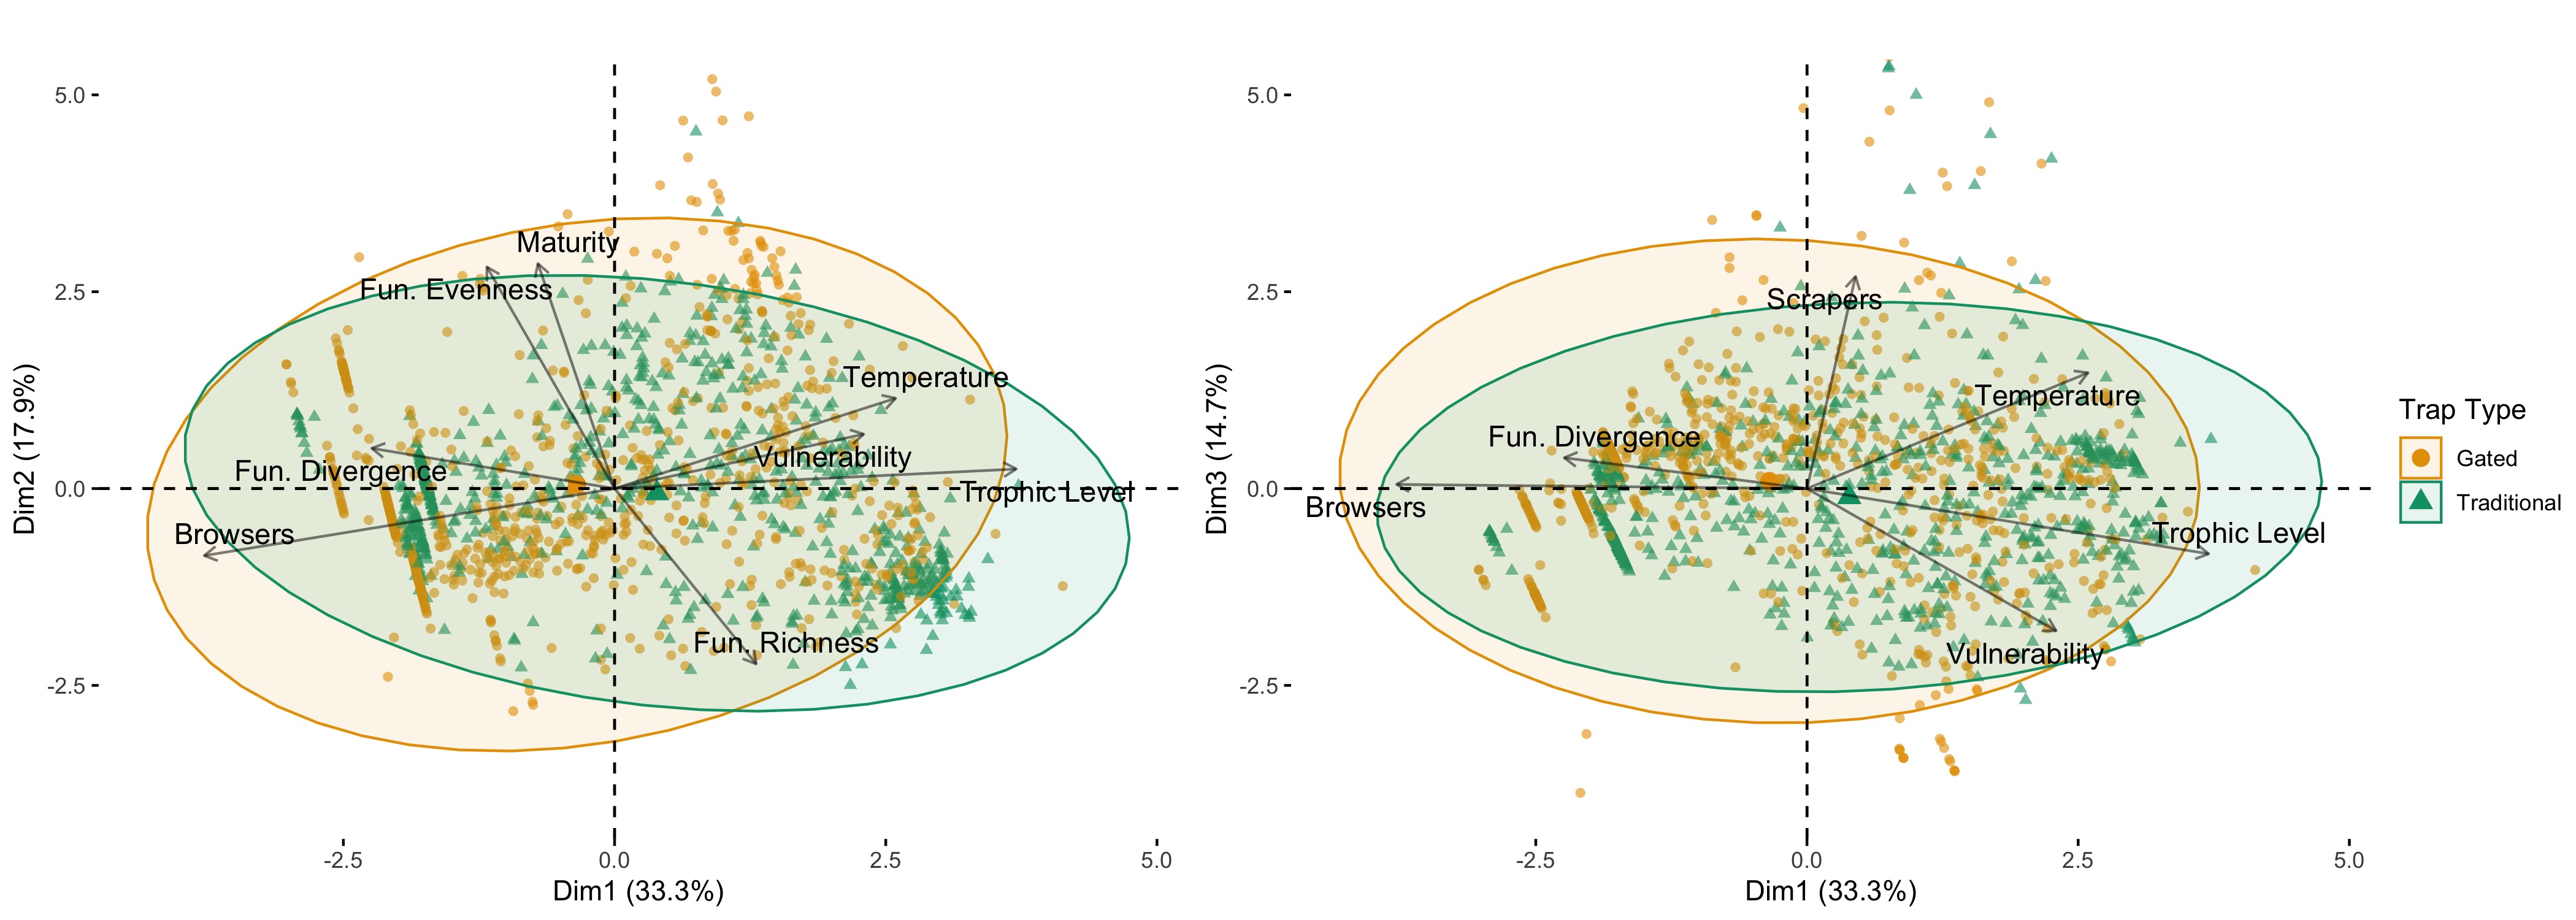 5.0
2.5
0.0
-2.5
Dim2 (17.9%)
Maturity
Fun. Evenness
Temperature
Vulnerability
Fun. Divergence
Trophic Level
Browsers
Fun. Richness
-2.5
0.0
2.5
5.0
Dim1 (33.3%)
5.0
2.5
0.0
-2.5
Dim3 (14.7%)
Scrapers
Temperature
Fun. Divergence
Browsers
Trophic Level
Vulnerability
-2.5
0.0
2.5
5.0
Dim1 (33.3%)
Trap Type
Gated
Traditional